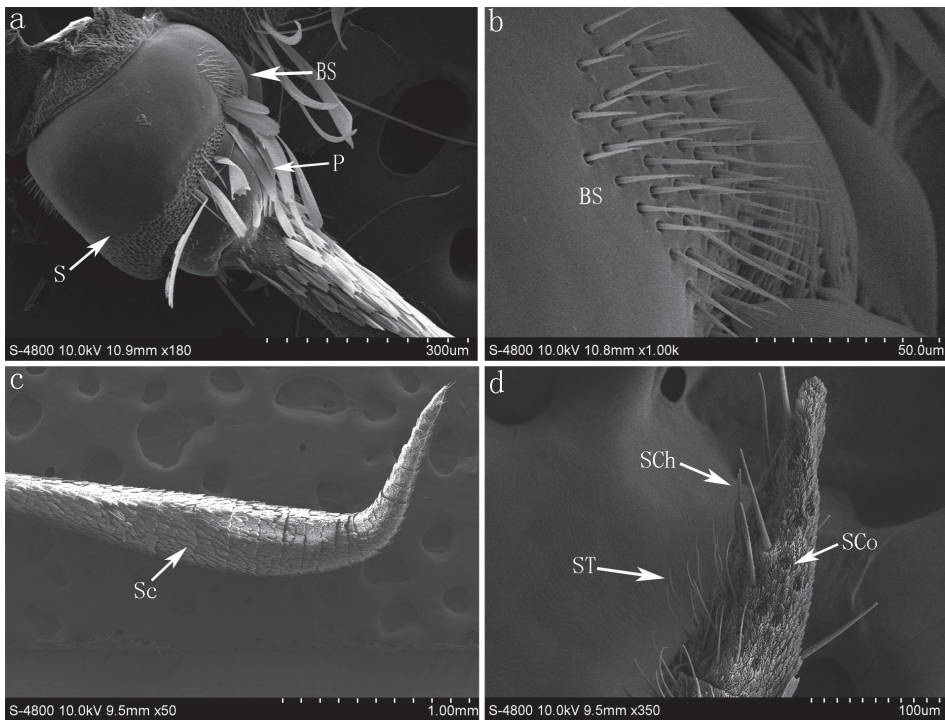 a
BS
P
S
S-4800 10.0kV 10.9mm x180
300um
b
BS
S-4800 10.0kV 10.8mm x1.00k
50.0um
c
Sc
S-4800 10.0kV 9.5mm x50
1.00mm
d
SCh
SCo
ST
S-4800 10.0kV 9.5mm x350
100um